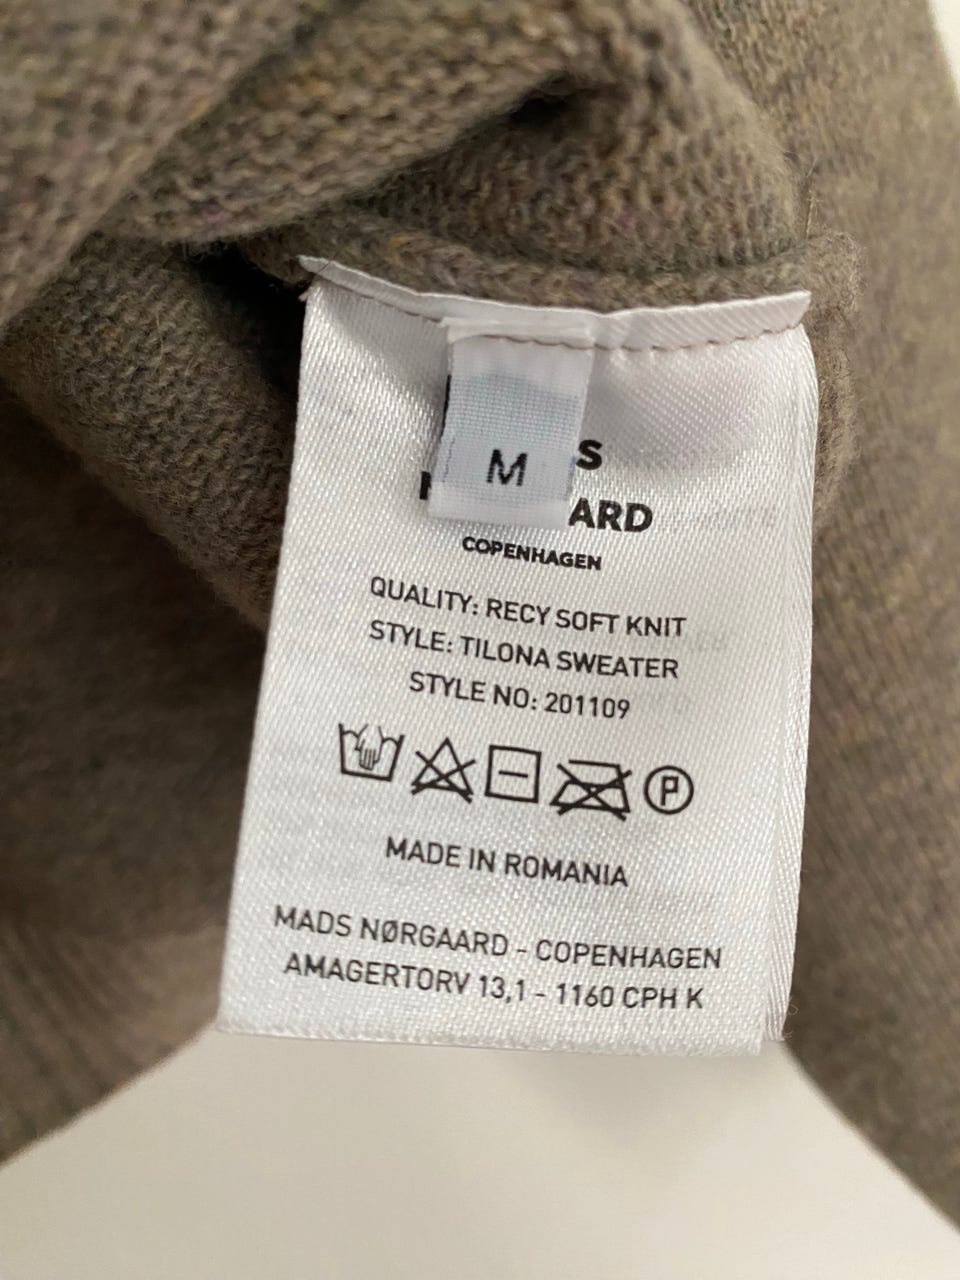 M
S
ARD
COPENHAGEN
QUALITY: RECY SOFT KNIT
STYLE: TILONA SWEATER
STYLE NO: 201109
P
MADE IN ROMANIA
MADS NØRGAARD - COPENHAGEN
AMAGERTORV 13,1 - 1160 CPH K